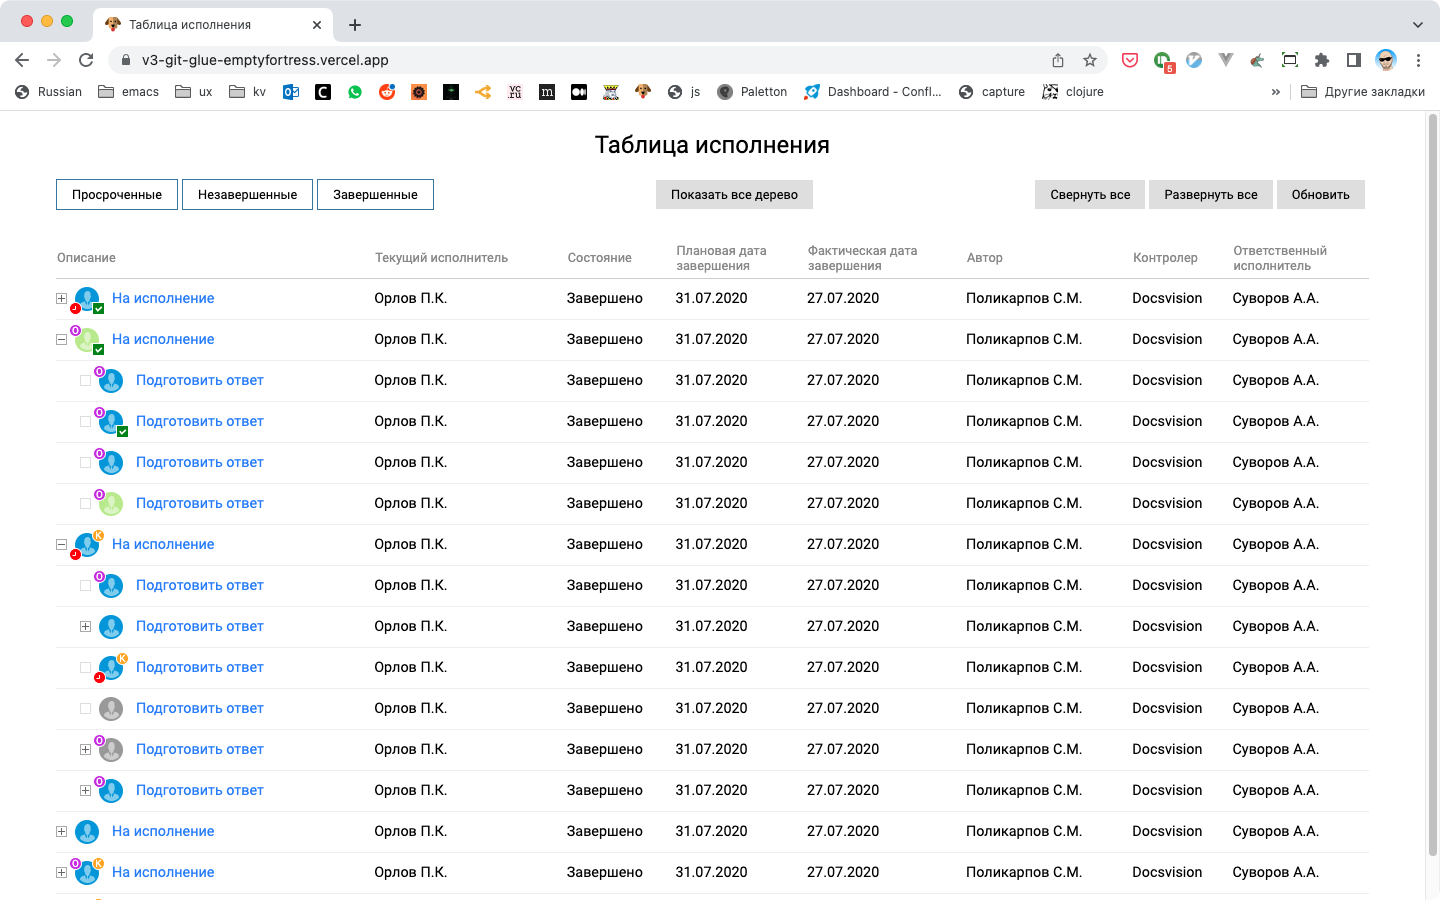 Таблица исполнения
v3-git-glue-emptyfortress.vercel.app
5
Russian emacs ux kv js Paletton Dashboard - Confl... capture clojure » Другие закладки
Таблица исполнения
Просроченные Незавершенные Завершенные Показать все дерево Свернуть все Развернуть все Обновить
Описание Текущий исполнитель Состояние Плановая дата завершения Фактическая дата завершения Автор Контролер Ответственный исполнитель
На исполнение Орлов П.К. Завершено 31.07.2020 27.07.2020 Поликарпов С.М. Docsvision Суворов А.А.
О На исполнение Орлов П.К. Завершено 31.07.2020 27.07.2020 Поликарпов С.М. Docsvision Суворов А.А.
О Подготовить ответ Орлов П.К. Завершено 31.07.2020 27.07.2020 Поликарпов С.М. Docsvision Суворов А.А.
О Подготовить ответ Орлов П.К. Завершено 31.07.2020 27.07.2020 Поликарпов С.М. Docsvision Суворов А.А.
О Подготовить ответ Орлов П.К. Завершено 31.07.2020 27.07.2020 Поликарпов С.М. Docsvision Суворов А.А.
О Подготовить ответ Орлов П.К. Завершено 31.07.2020 27.07.2020 Поликарпов С.М. Docsvision Суворов А.А.
К На исполнение Орлов П.К. Завершено 31.07.2020 27.07.2020 Поликарпов С.М. Docsvision Суворов А.А.
О Подготовить ответ Орлов П.К. Завершено 31.07.2020 27.07.2020 Поликарпов С.М. Docsvision Суворов А.А.
Подготовить ответ Орлов П.К. Завершено 31.07.2020 27.07.2020 Поликарпов С.М. Docsvision Суворов А.А.
К Подготовить ответ Орлов П.К. Завершено 31.07.2020 27.07.2020 Поликарпов С.М. Docsvision Суворов А.А.
Подготовить ответ Орлов П.К. Завершено 31.07.2020 27.07.2020 Поликарпов С.М. Docsvision Суворов А.А.
О Подготовить ответ Орлов П.К. Завершено 31.07.2020 27.07.2020 Поликарпов С.М. Docsvision Суворов А.А.
О Подготовить ответ Орлов П.К. Завершено 31.07.2020 27.07.2020 Поликарпов С.М. Docsvision Суворов А.А.
На исполнение Орлов П.К. Завершено 31.07.2020 27.07.2020 Поликарпов С.М. Docsvision Суворов А.А.
О К На исполнение Орлов П.К. Завершено 31.07.2020 27.07.2020 Поликарпов С.М. Docsvision Суворов А.А.